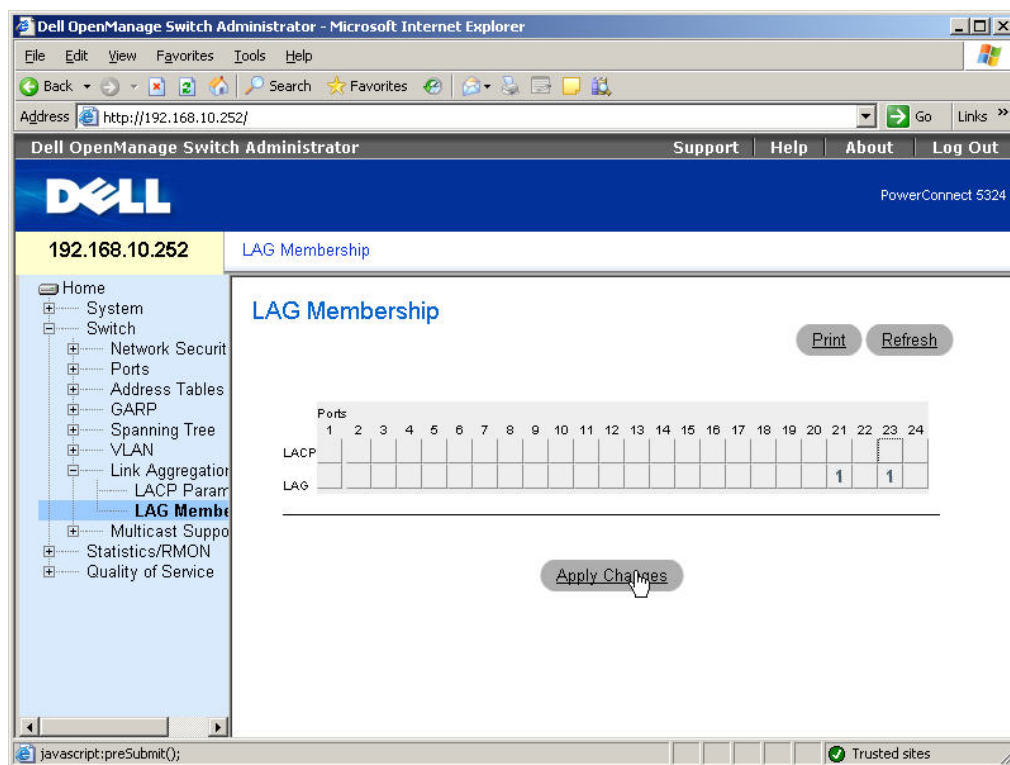 Dell OpenManage Switch Administrator - Microsoft Internet Explorer
File Edit View Favorites Tools Help
Back Search Favorites
Address http://192.168.10.252/ Go Links »
Dell OpenManage Switch Administrator Support Help About Log Out
DELL PowerConnect 5324
192.168.10.252 LAG Membership
Home
System
Switch
Network Securit
Ports
Address Tables
GARP
Spanning Tree
VLAN
Link Aggregation
LACP Param
LAG Membe
Multicast Suppo
Statistics/RMON
Quality of Service
LAG Membership
Print Refresh
Ports
1 2 3 4 5 6 7 8 9 10 11 12 13 14 15 16 17 18 19 20 21 22 23 24
LACP
LAG 1 1
Apply Changes
javascript:preSubmit(); Trusted sites